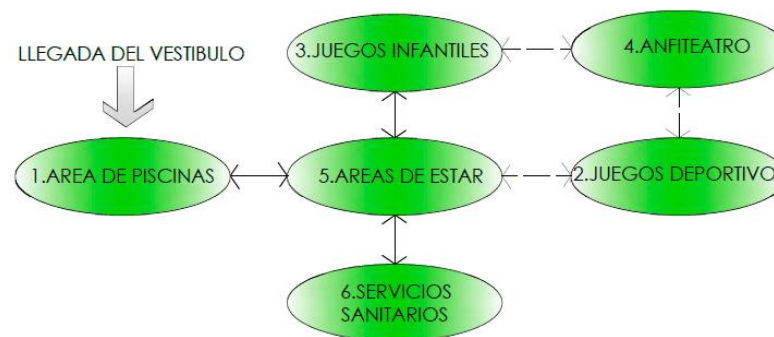 LLEGADA DEL VESTIBULO
3.JUEGOS INFANTILES
4.ANFITEATRO
1.AREA DE PISCINAS
5.AREAS DE ESTAR
2.JUEGOS DEPORTIVO
6.SERVICIOS
SANITARIOS